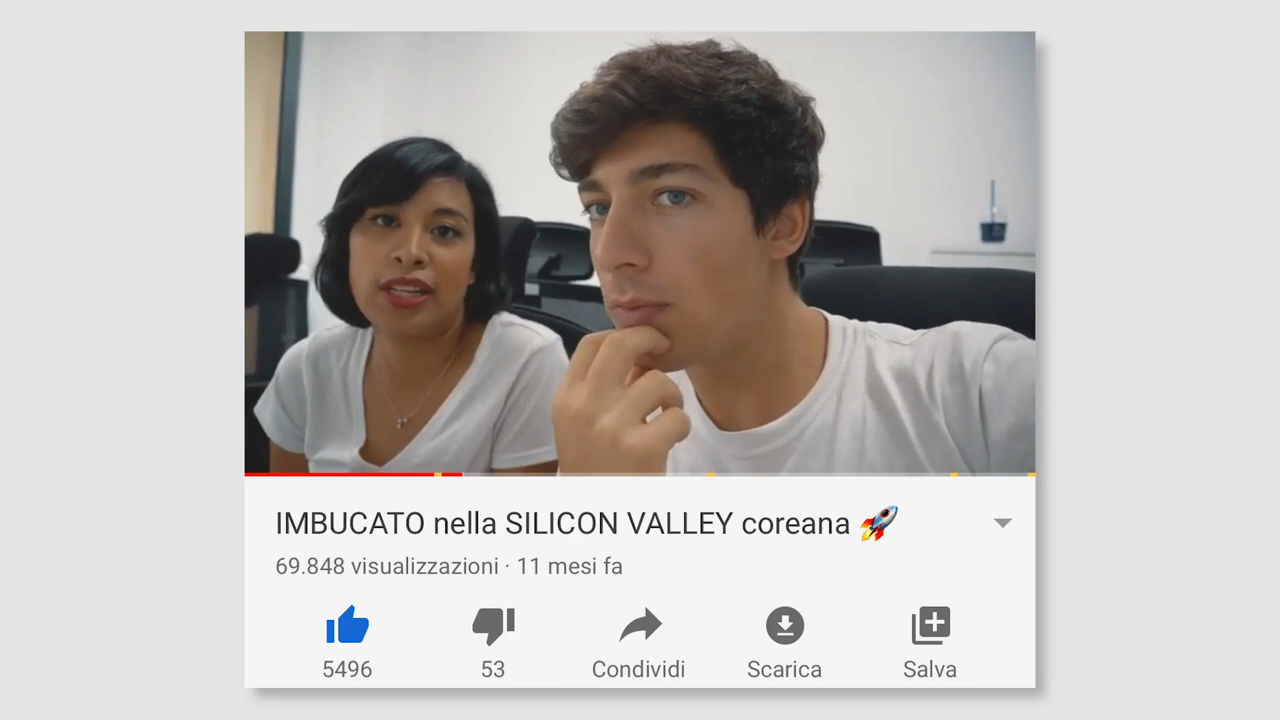 IMBUCATO nella SILICON VALLEY coreana 🚀
69.848 visualizzazioni · 11 mesi fa
5496 53 Condividi Scarica Salva